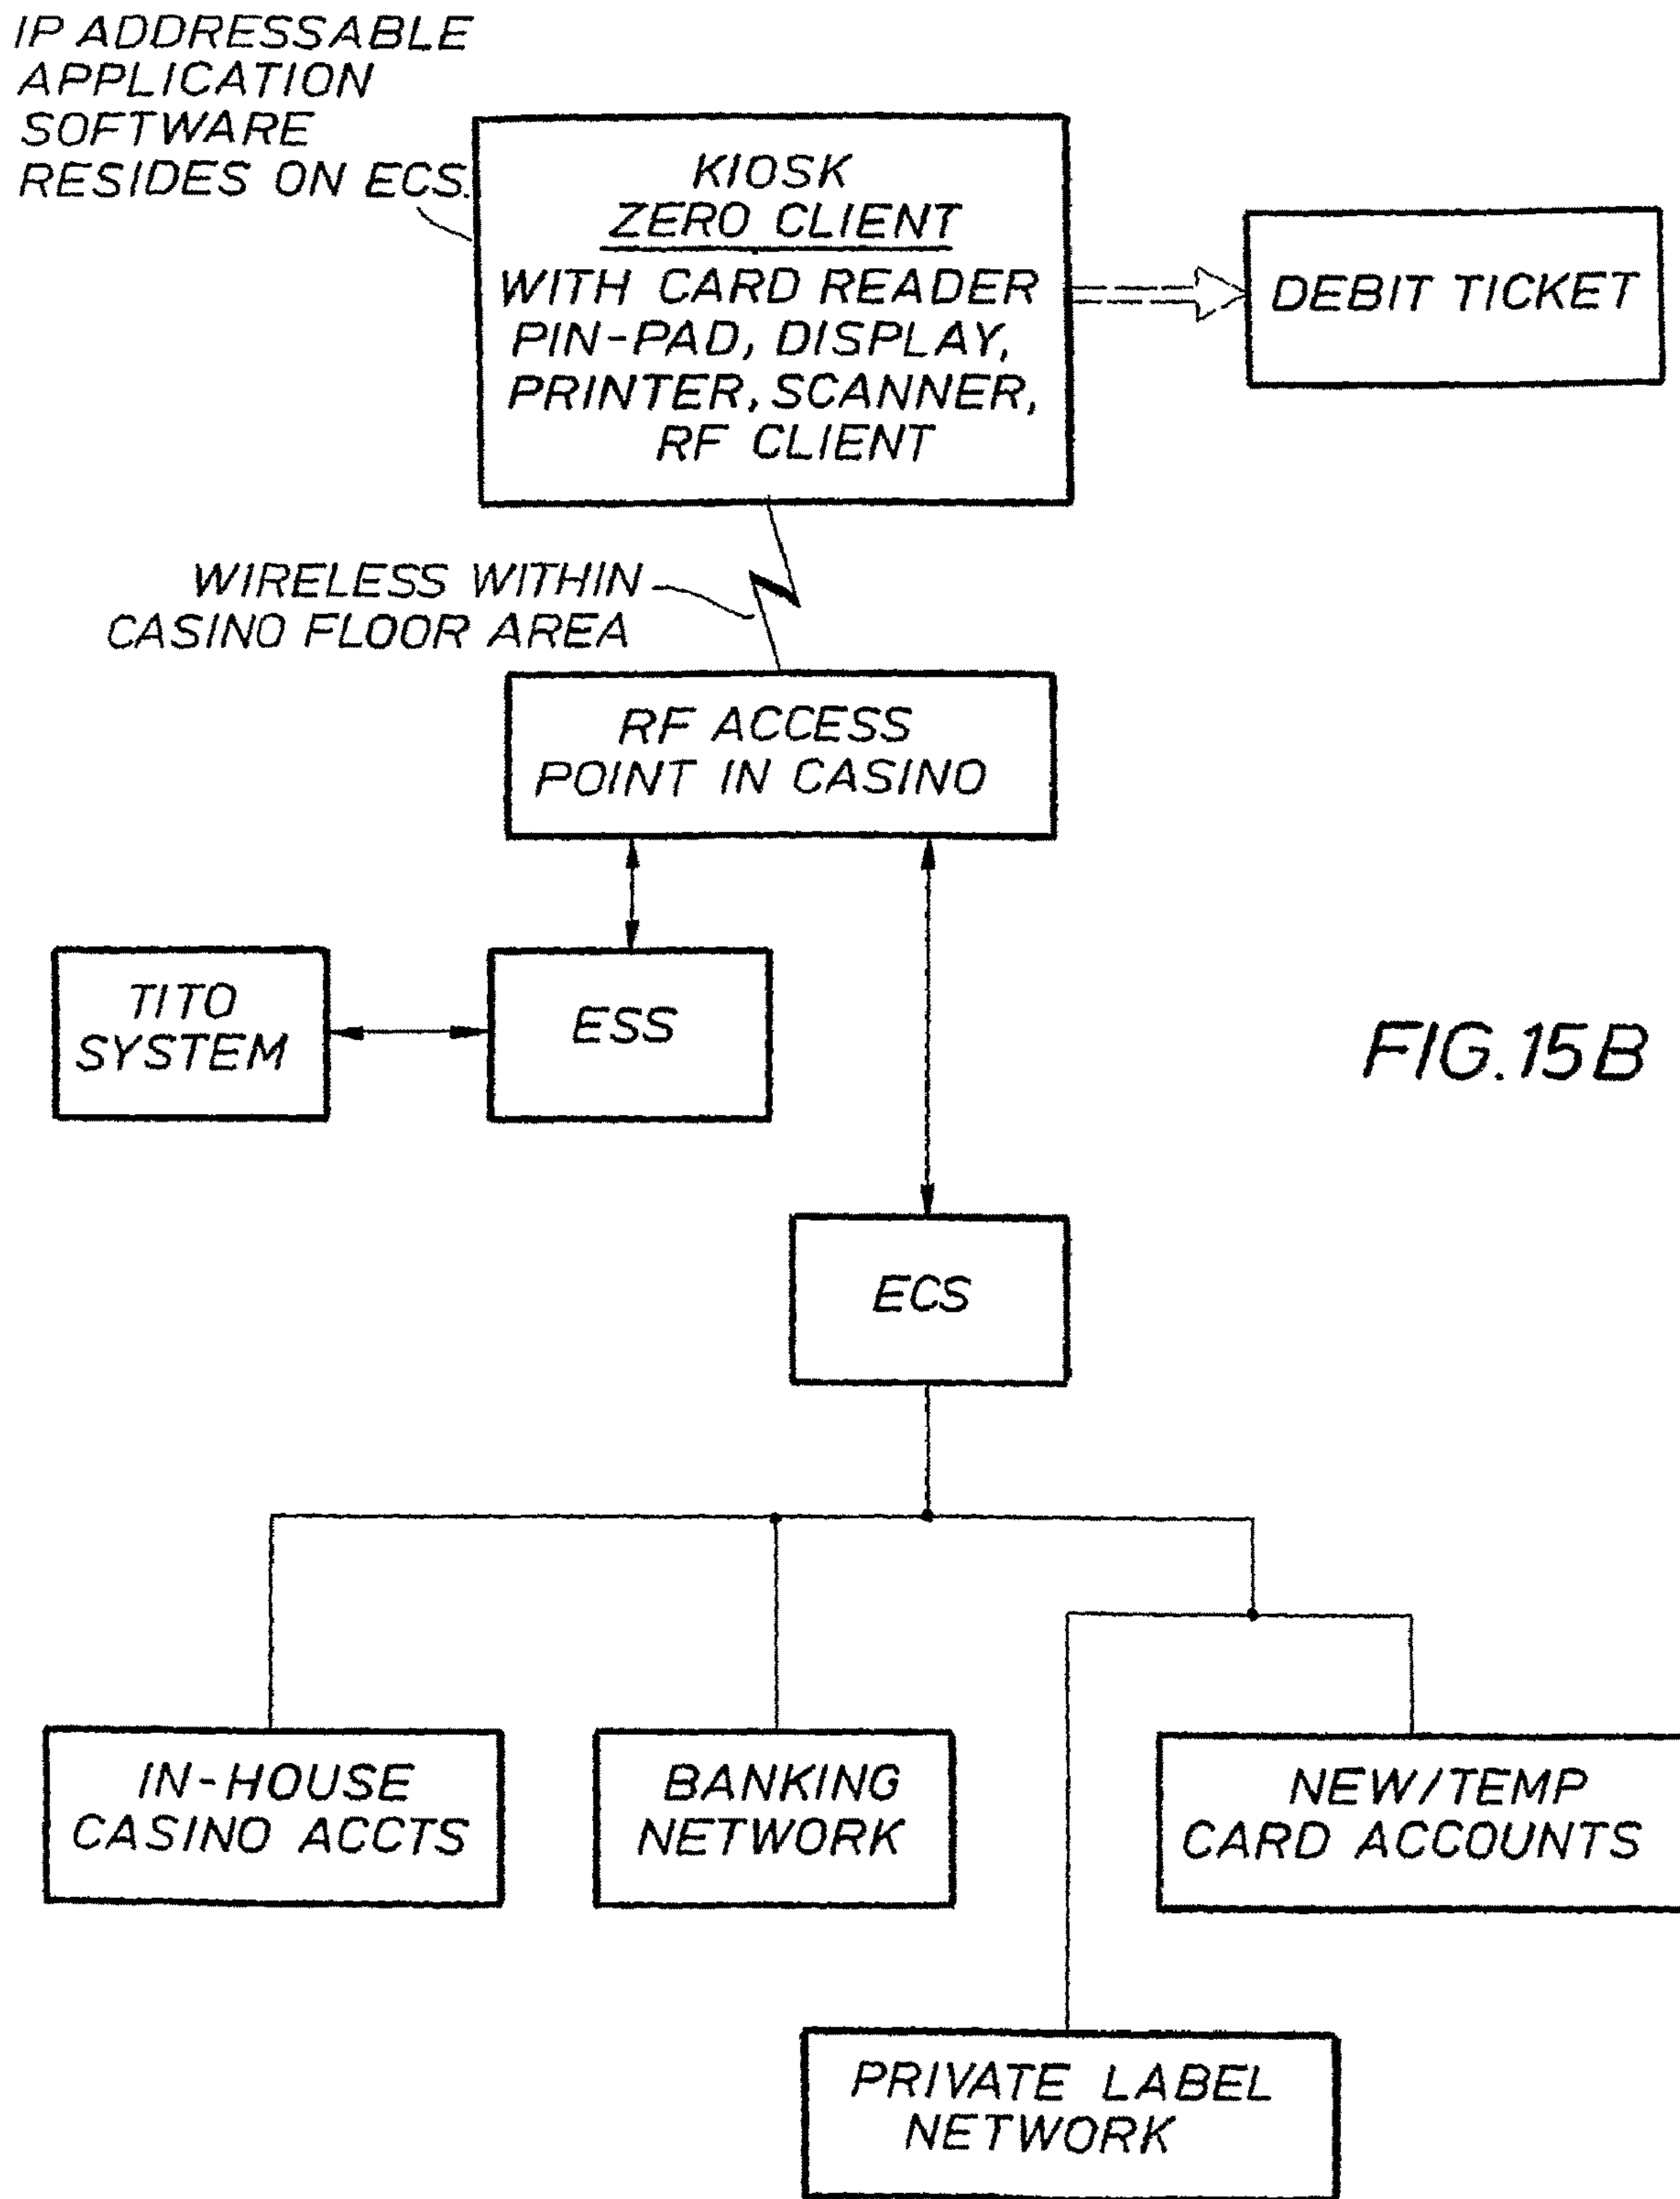 IP ADDRESSABLE
APPLICATION
SOFTWARE
RESIDES ON ECS.
KIOSK
ZERO CLIENT
WITH CARD READER
PIN-PAD, DISPLAY,
PRINTER, SCANNER,
RF CLIENT
DEBIT TICKET
WIRELESS WITHIN
CASINO FLOOR AREA
RF ACCESS
POINT IN CASINO
TITO
SYSTEM
ESS
FIG. 15B
ECS
IN-HOUSE
CASINO ACCTS
BANKING
NETWORK
NEW/TEMP
CARD ACCOUNTS
PRIVATE LABEL
NETWORK